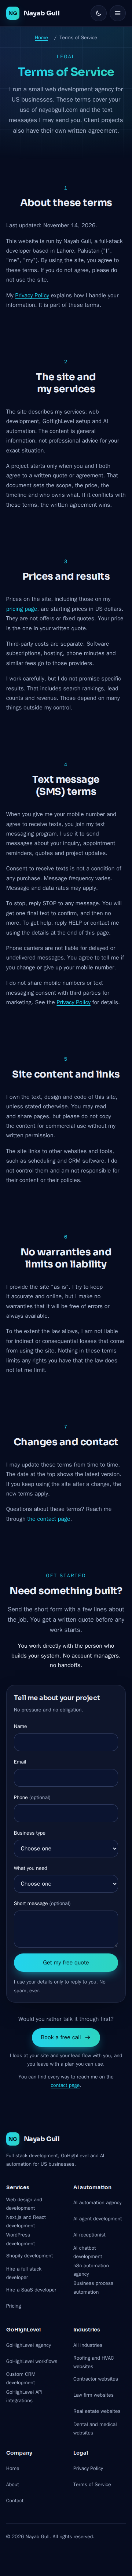 NG Nayab Gull
Home / Terms of Service
LEGAL
Terms of Service
I run a small web development agency for
US businesses. These terms cover your
use of nayabgull.com and the text
messages I may send you. Client projects
also have their own written agreement.
1
About these terms
Last updated: November 14, 2026.
This website is run by Nayab Gull, a full-stack
developer based in Lahore, Pakistan ("I",
"me", "my"). By using the site, you agree to
these terms. If you do not agree, please do
not use the site.
My Privacy Policy explains how I handle your
information. It is part of these terms.
2
The site and
my services
The site describes my services: web
development, GoHighLevel setup and AI
automation. The content is general
information, not professional advice for your
exact situation.
A project starts only when you and I both
agree to a written quote or agreement. That
document sets the scope, the price, the
timeline and who owns what. If it conflicts with
these terms, the written agreement wins.
3
Prices and results
Prices on the site, including those on my
pricing page, are starting prices in US dollars.
They are not offers or fixed quotes. Your price
is the one in your written quote.
Third-party costs are separate. Software
subscriptions, hosting, phone minutes and
similar fees go to those providers.
I work carefully, but I do not promise specific
results. That includes search rankings, lead
counts and revenue. Those depend on many
things outside my control.
4
Text message
(SMS) terms
When you give me your mobile number and
agree to receive texts, you join my text
messaging program. I use it to send
messages about your inquiry, appointment
reminders, quotes and project updates.
Consent to receive texts is not a condition of
any purchase. Message frequency varies.
Message and data rates may apply.
To stop, reply STOP to any message. You will
get one final text to confirm, and then no
more. To get help, reply HELP or contact me
using the details at the end of this page.
Phone carriers are not liable for delayed or
undelivered messages. You agree to tell me if
you change or give up your mobile number.
I do not share mobile numbers or text
messaging consent with third parties for
marketing. See the Privacy Policy for details.
5
Site content and links
I own the text, design and code of this site,
unless stated otherwise. You may read
and share pages, but please do not copy
the content for commercial use without my
written permission.
The site links to other websites and tools,
such as scheduling and CRM software. I do
not control them and am not responsible for
their content or policies.
6
No warranties and
limits on liability
I provide the site "as is". I try to keep
it accurate and online, but I make no
warranties that it will be free of errors or
always available.
To the extent the law allows, I am not liable
for indirect or consequential losses that come
from using the site. Nothing in these terms
limits any rights you have that the law does
not let me limit.
7
Changes and contact
I may update these terms from time to time.
The date at the top shows the latest version.
If you keep using the site after a change, the
new terms apply.
Questions about these terms? Reach me
through the contact page.
GET STARTED
Need something built?
Send the short form with a few lines about
the job. You get a written quote before any
work starts.
You work directly with the person who
builds your system. No account managers,
no handoffs.
Tell me about your project
No pressure and no obligation.
Name
Email
Phone (optional)
Business type
Choose one
What you need
Choose one
Short message (optional)
Get my free quote
I use your details only to reply to you. No
spam, ever.
Would you rather talk it through first?
Book a free call →
I look at your site and your lead flow with you, and
you leave with a plan you can use.
You can find every way to reach me on the
contact page.
NG Nayab Gull
Full stack development, GoHighLevel and AI
automation for US businesses.
Services
Web design and
development
Next.js and React
development
WordPress
development
Shopify development
Hire a full stack
developer
Hire a SaaS developer
Pricing
AI automation
AI automation agency
AI agent development
AI receptionist
AI chatbot
development
n8n automation
agency
Business process
automation
GoHighLevel
GoHighLevel agency
GoHighLevel workflows
Custom CRM
development
GoHighLevel API
integrations
Industries
All industries
Roofing and HVAC
websites
Contractor websites
Law firm websites
Real estate websites
Dental and medical
websites
Company
Home
About
Contact
Legal
Privacy Policy
Terms of Service
© 2026 Nayab Gull. All rights reserved.